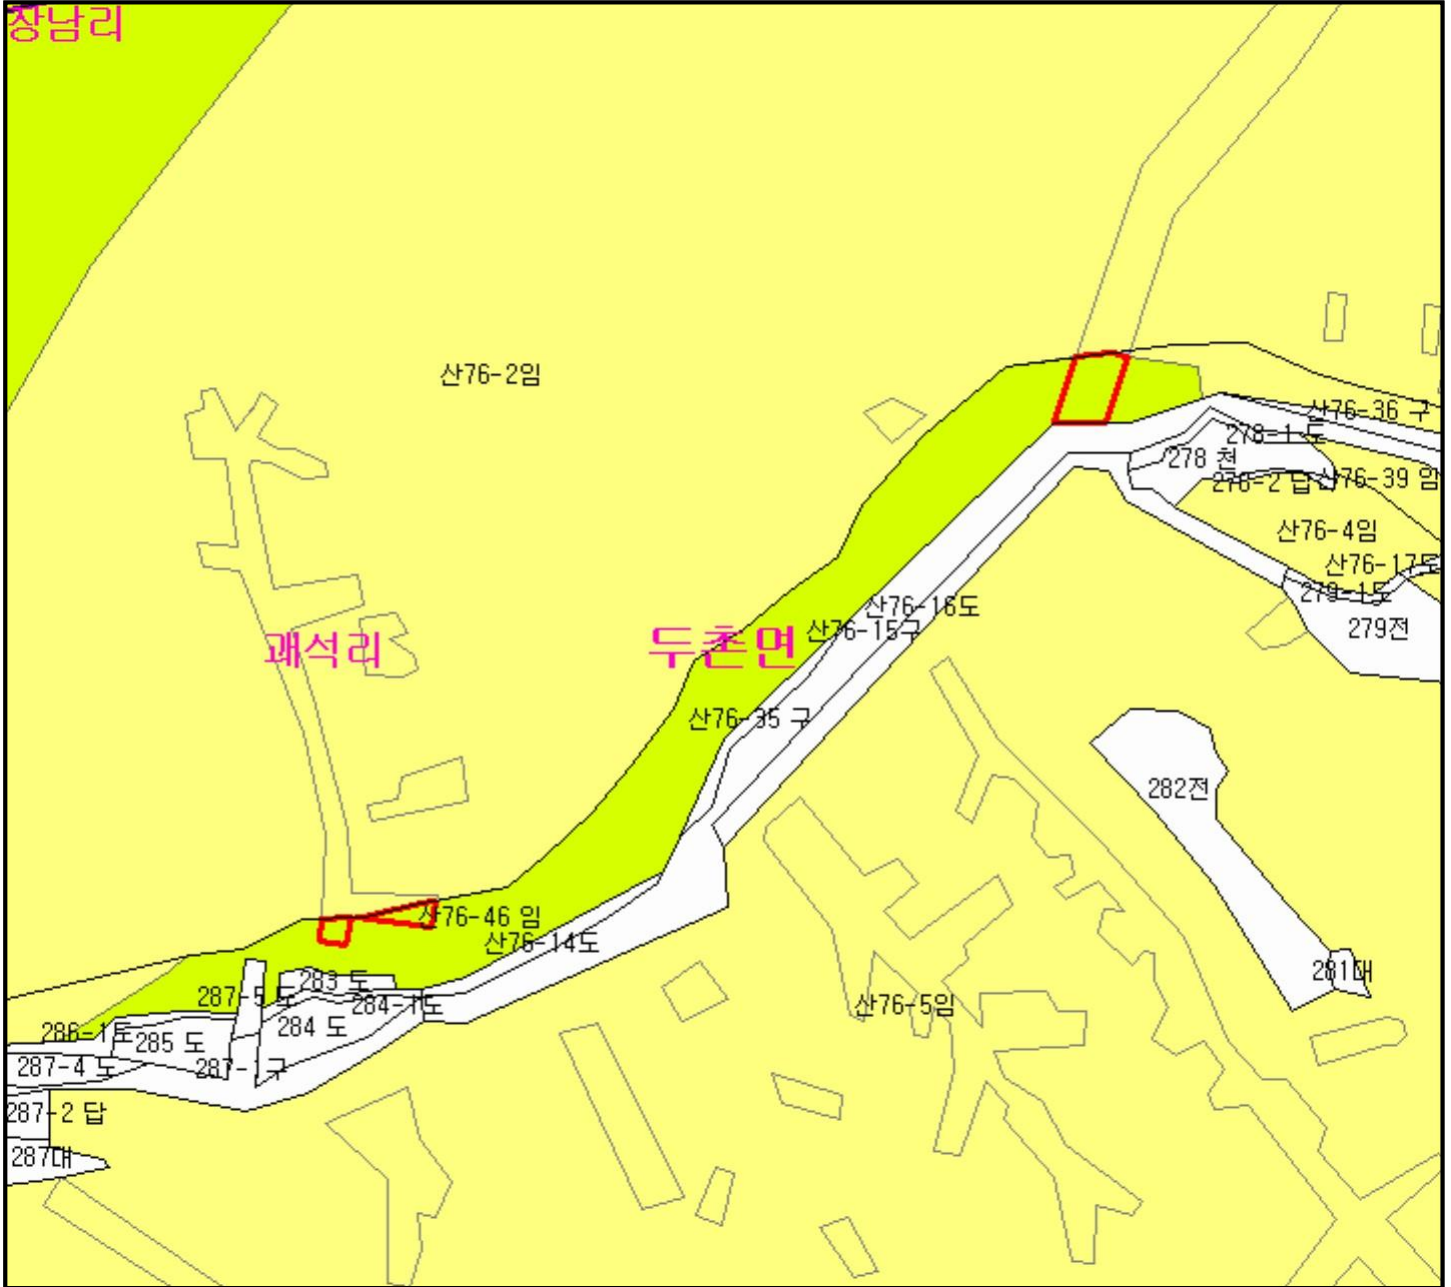 장남리
산76-2임
산76-36 구
278-1 도
278 천
278-2 답
산76-39 임
산76-4임
산76-17도
279-1도
279전
산76-16도
산76-15구
괘석리
두촌면
산76-35 구
282전
산76-46 임
산76-14도
281대
283 도
287-5 도
284-1도
산76-5임
286-1도
285 도
284 도
287-4 도
287-1구
287-2 답
287대